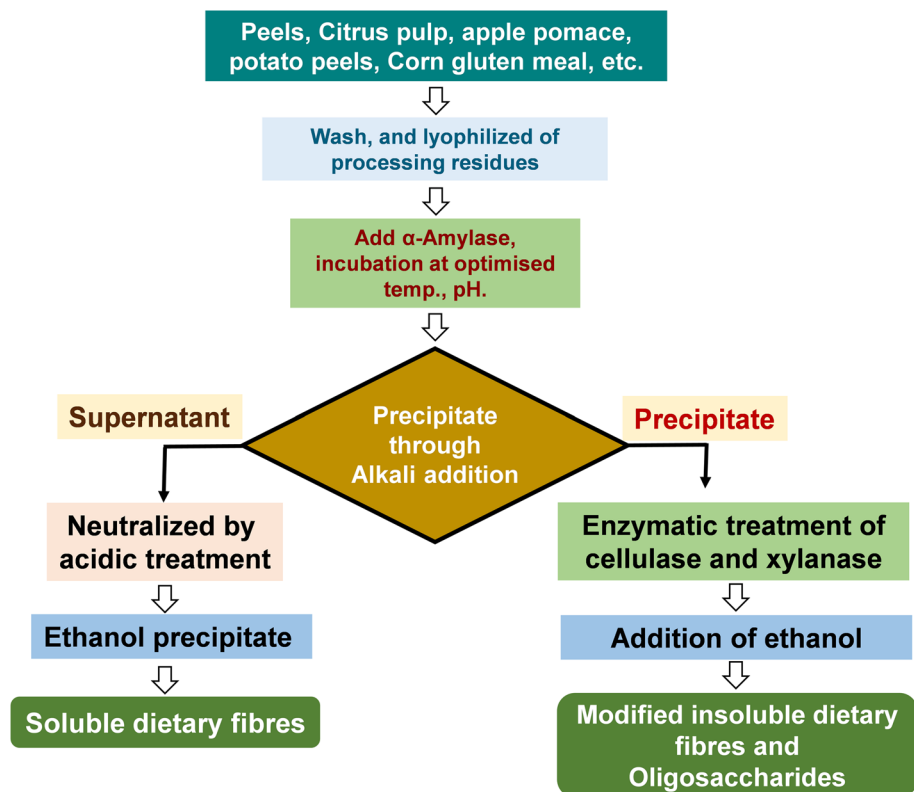 Peels, Citrus pulp, apple pomace,
potato peels, Corn gluten meal, etc.
Wash, and lyophilized of
processing residues
Add α-Amylase,
incubation at optimised
temp., pH.
Precipitate
through
Alkali addition
Supernatant
Neutralized by
acidic treatment
Ethanol precipitate
Soluble dietary fibres
Precipitate
Enzymatic treatment of
cellulase and xylanase
Addition of ethanol
Modified insoluble dietary
fibres and
Oligosaccharides